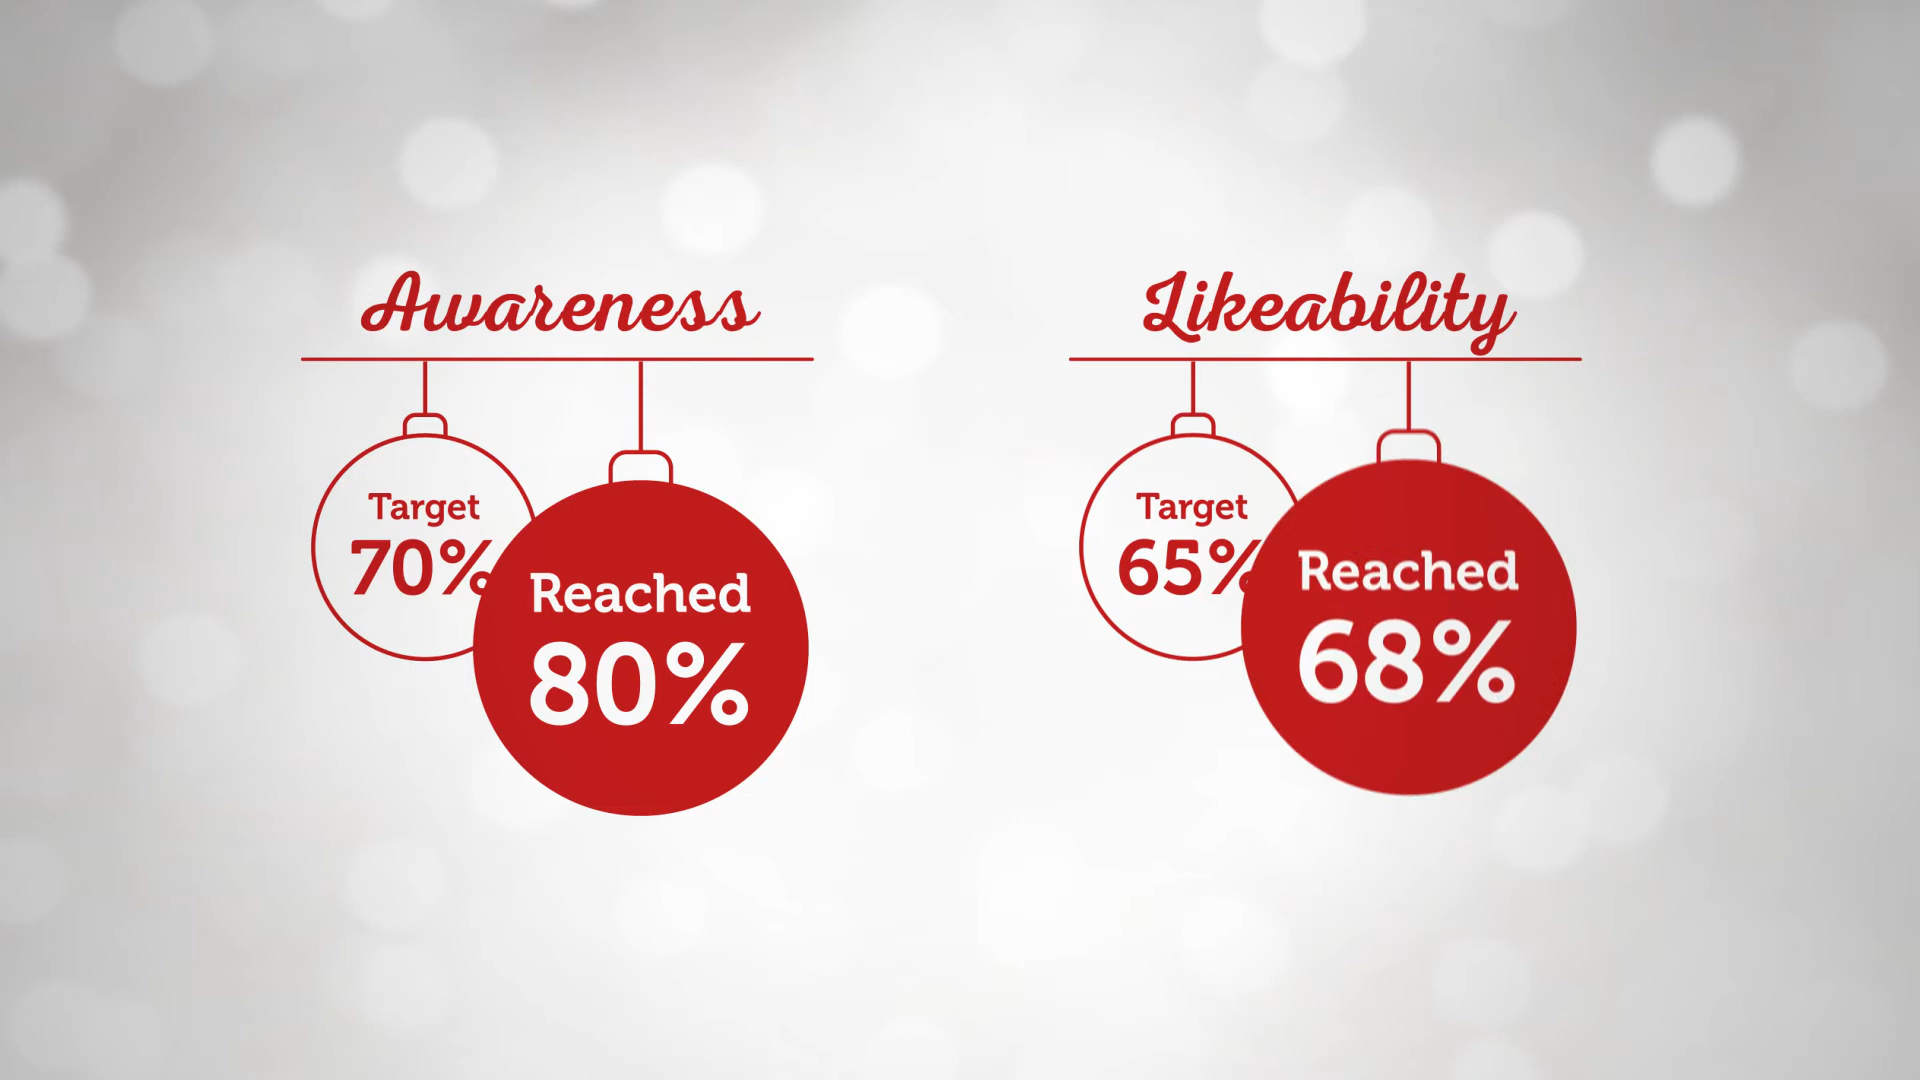 Awareness
Target
70%
Reached
80%
Likeability
Target
65%
Reached
68%